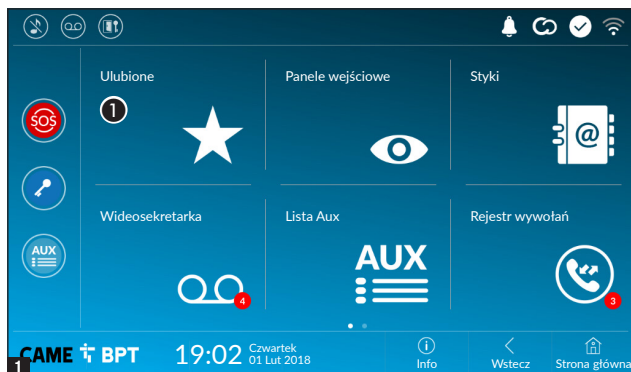 Ulubione
Panele wejściowe
Styki
1
SOS
@
AUX
Wideosekretarka
Lista Aux
Rejestr wywołań
AUX
4
3
CAME BPT
19:02
Czwartek
01 Lut 2018
i
Info
Wstecz
Strona główna
1